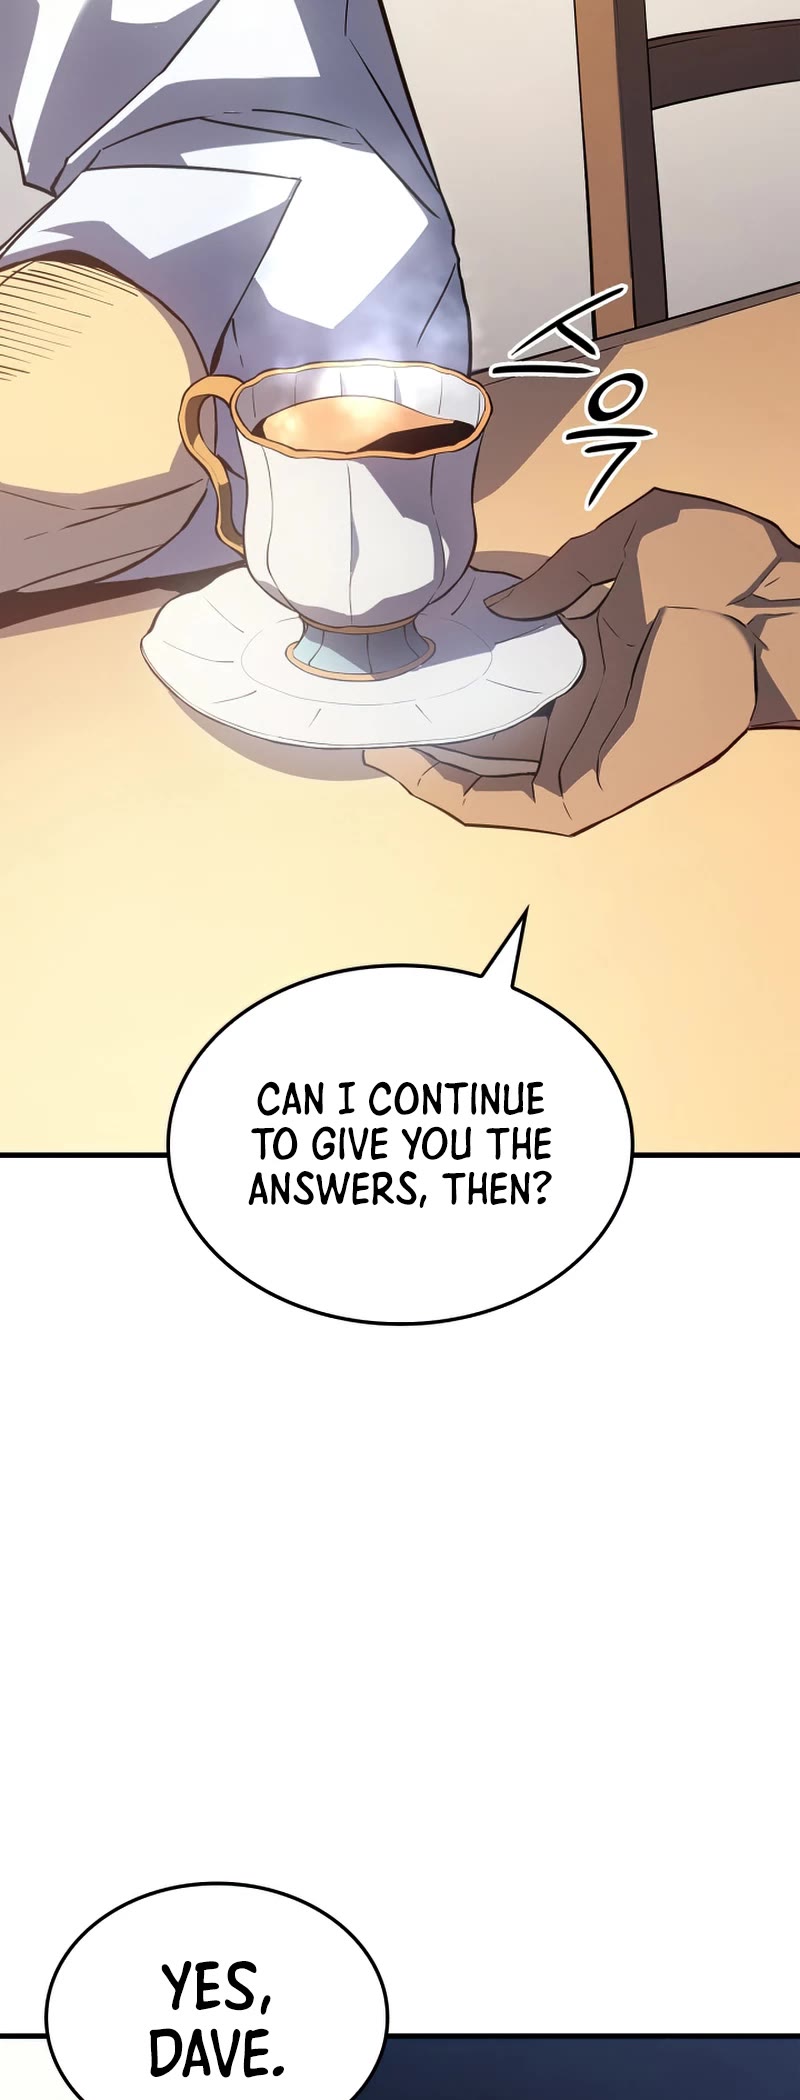 스윽
CAN I CONTINUE
TO GIVE YOU THE
ANSWERS, THEN?
YES,
DAVE.